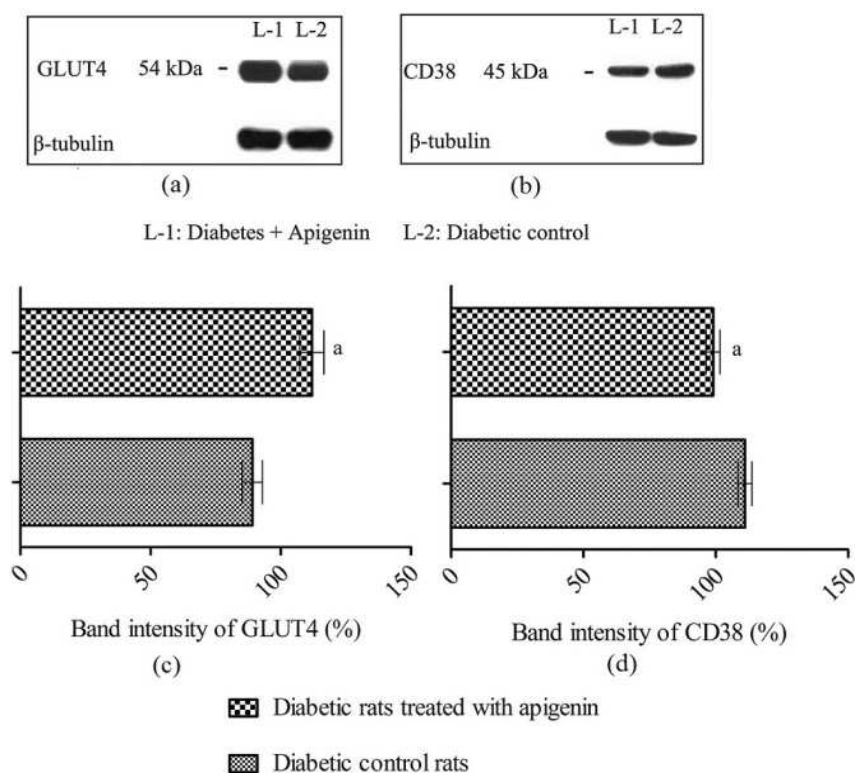 L-1 L-2
GLUT4 54 kDa -
β-tubulin
(a)
L-1 L-2
CD38 45 kDa -
β-tubulin
(b)
L-1: Diabetes + Apigenin L-2: Diabetic control
a
0 50 100 150
Band intensity of GLUT4 (%)
(c)
a
0 50 100 150
Band intensity of CD38 (%)
(d)
Diabetic rats treated with apigenin
Diabetic control rats